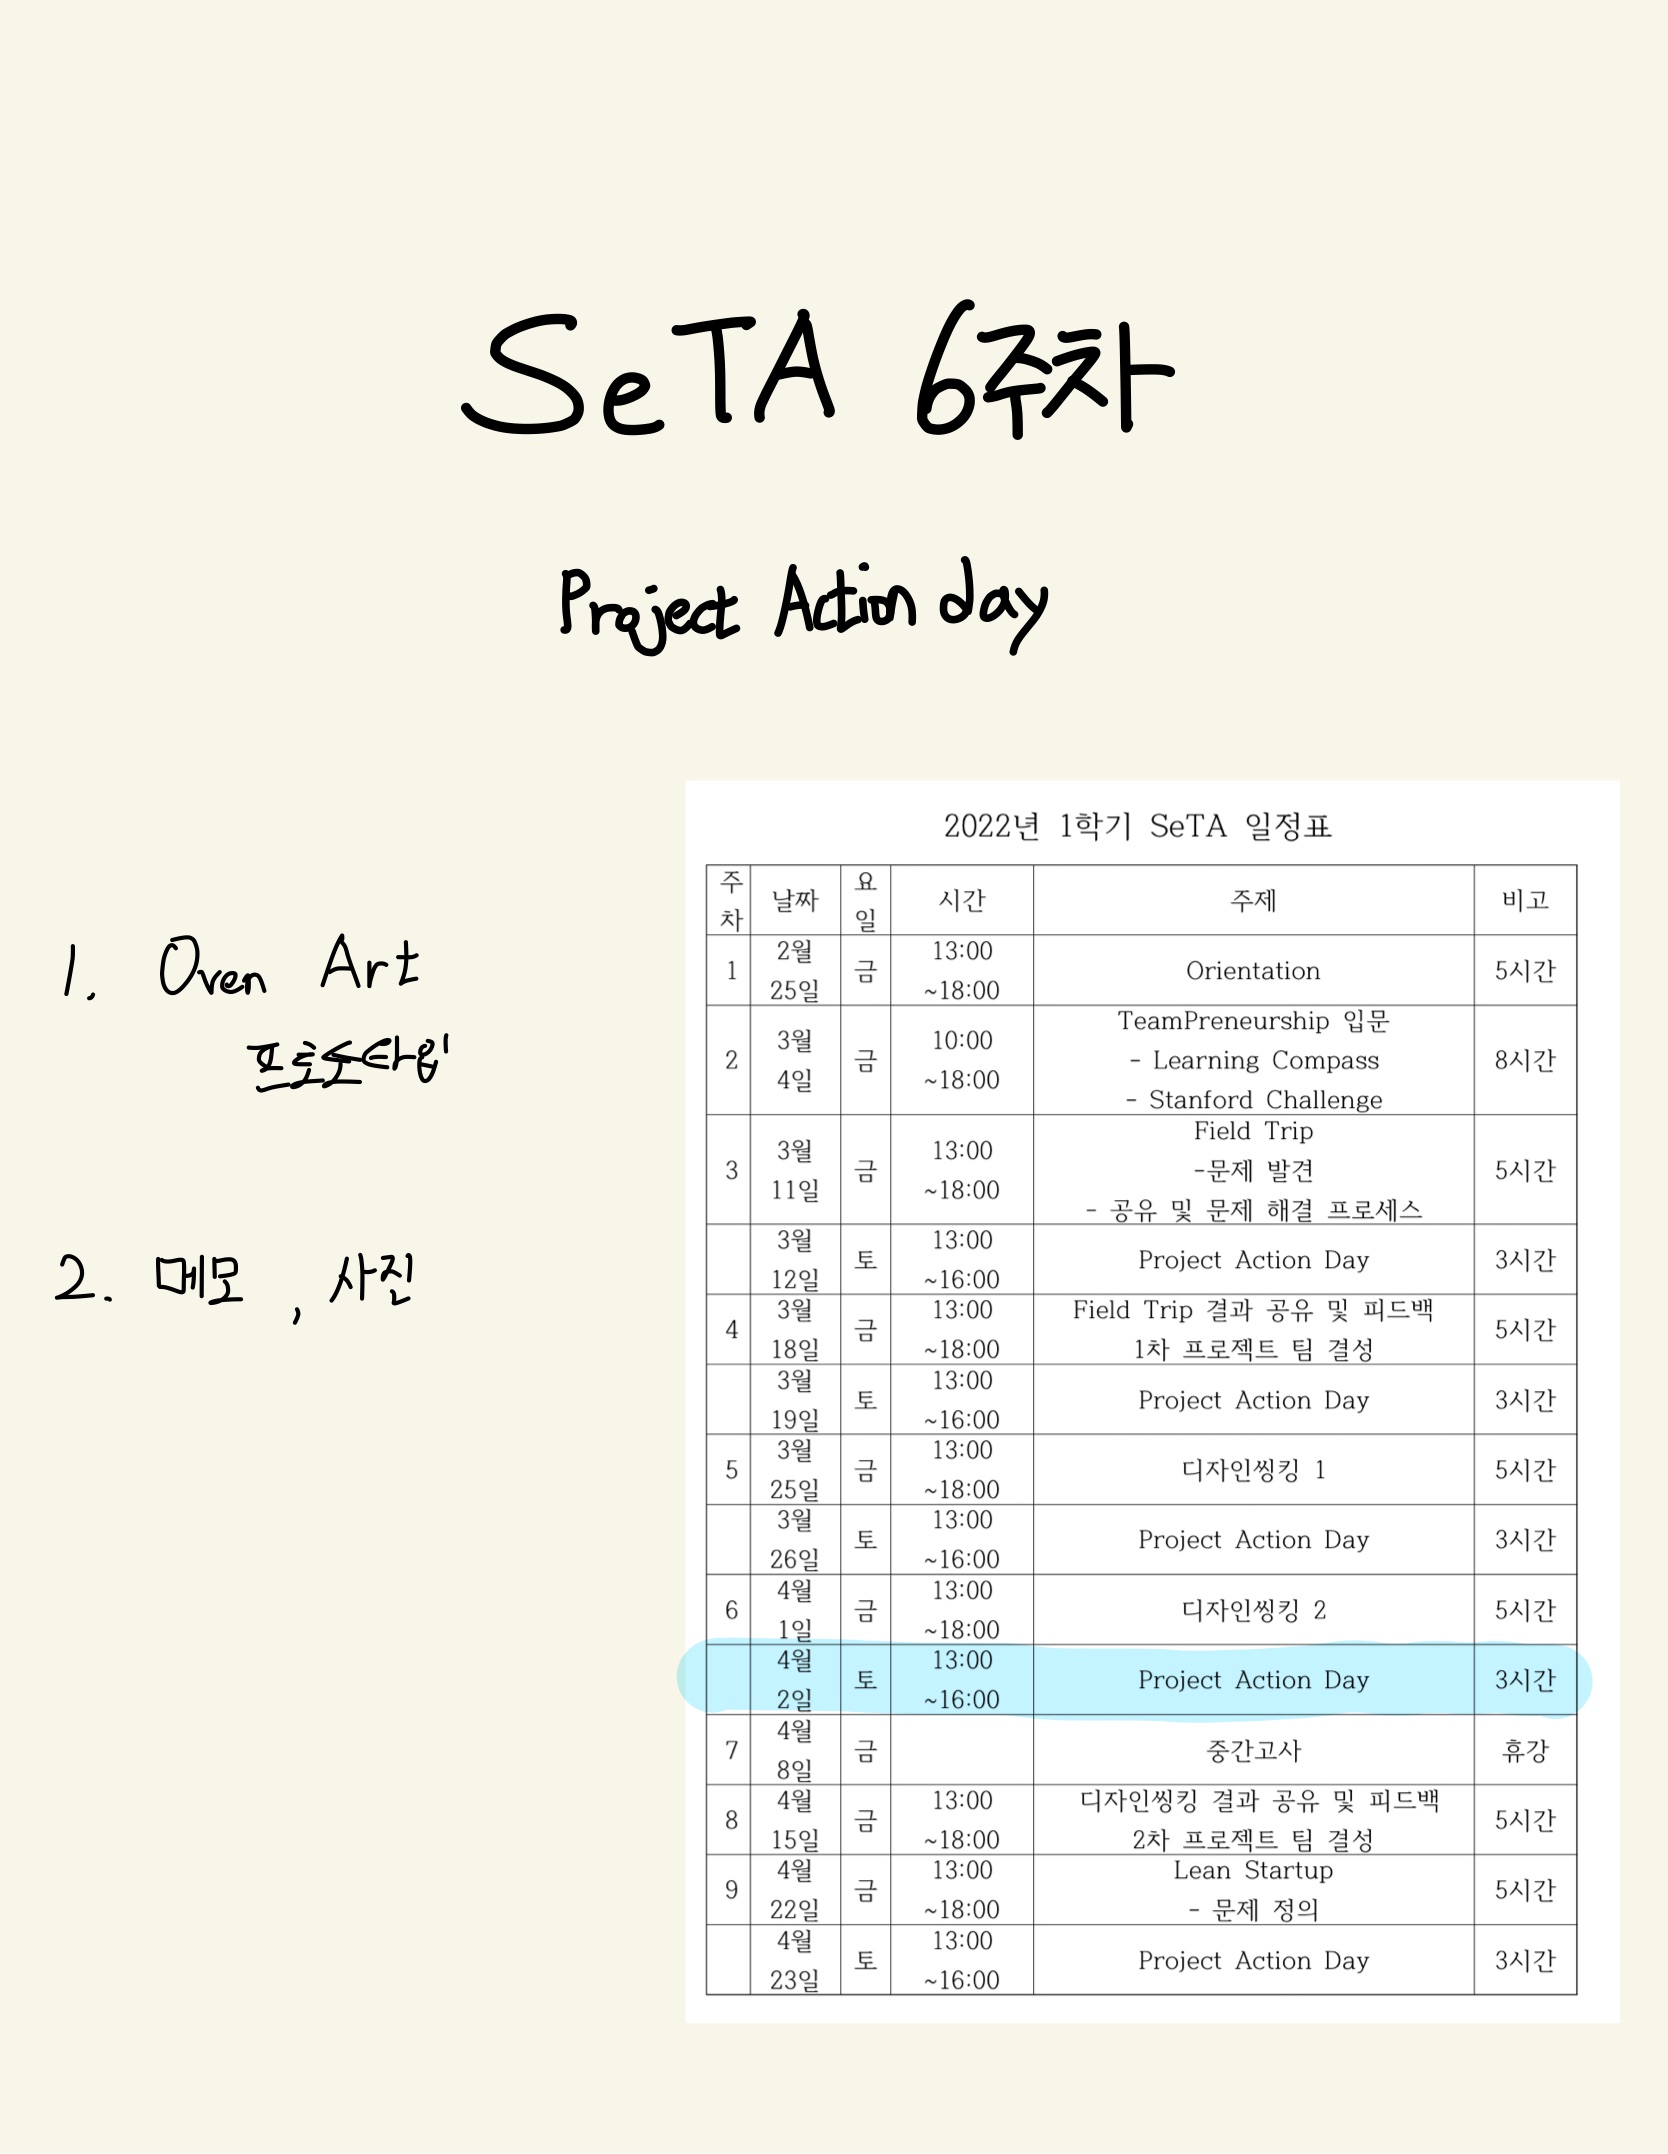 SeTA 6주차
Project Action day
1. Oven Art
프로토타입
2. 메모, 사진
2022년 1학기 SeTA 일정표
주차 날짜 요일 시간 주제 비고
1 2월 25일 금 13:00 ~18:00 Orientation 5시간
2 3월 4일 금 10:00 ~18:00 TeamPreneurship 입문 - Learning Compass - Stanford Challenge 8시간
3 3월 11일 금 13:00 ~18:00 Field Trip -문제 발견 - 공유 및 문제 해결 프로세스 5시간
3월 12일 토 13:00 ~16:00 Project Action Day 3시간
4 3월 18일 금 13:00 ~18:00 Field Trip 결과 공유 및 피드백 1차 프로젝트 팀 결성 5시간
3월 19일 토 13:00 ~16:00 Project Action Day 3시간
5 3월 25일 금 13:00 ~18:00 디자인씽킹 1 5시간
3월 26일 토 13:00 ~16:00 Project Action Day 3시간
6 4월 1일 금 13:00 ~18:00 디자인씽킹 2 5시간
4월 2일 토 13:00 ~16:00 Project Action Day 3시간
7 4월 8일 금 중간고사 휴강
8 4월 15일 금 13:00 ~18:00 디자인씽킹 결과 공유 및 피드백 2차 프로젝트 팀 결성 5시간
9 4월 22일 금 13:00 ~18:00 Lean Startup - 문제 정의 5시간
4월 23일 토 13:00 ~16:00 Project Action Day 3시간